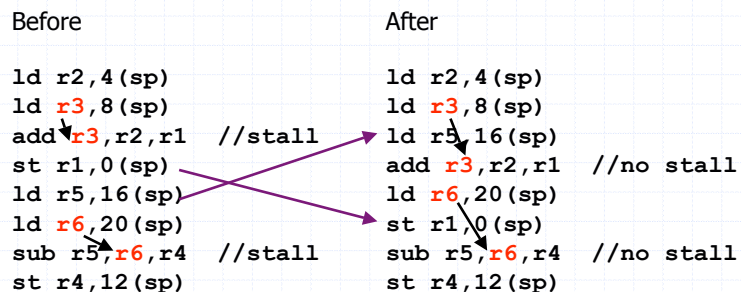 Before
ld r2,4(sp)
ld r3,8(sp)
add r3,r2,r1 //stall
st r1,0(sp)
ld r5,16(sp)
ld r6,20(sp)
sub r5,r6,r4 //stall
st r4,12(sp)
After
ld r2,4(sp)
ld r3,8(sp)
ld r5,16(sp)
add r3,r2,r1 //no stall
ld r6,20(sp)
st r1,0(sp)
sub r5,r6,r4 //no stall
st r4,12(sp)